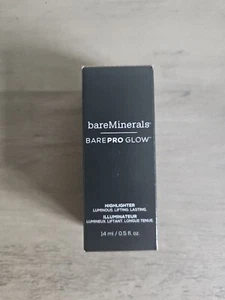 bareMinerals®
BAREPRO GLOW™
HIGHLIGHTER
LUMINOUS. LIFTING. LASTING.
ILLUMINATEUR
LUMINEUX. LIFTANT. LONGUE TENUE.
14 ml / 0.5 fl. oz.